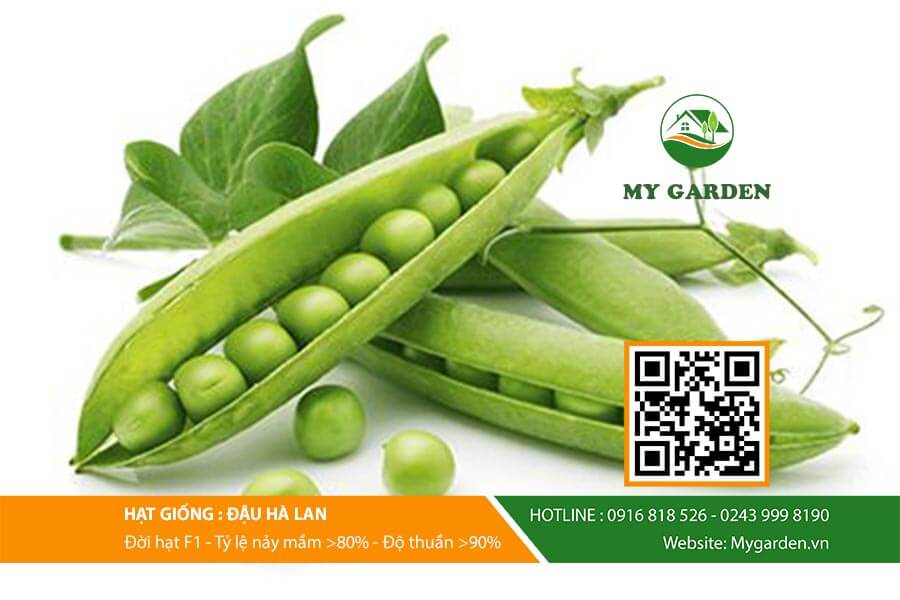 MY GARDEN
HẠT GIỐNG : ĐẬU HÀ LAN
Đời hạt F1 - Tỷ lệ nảy mầm >80% - Độ thuần >90%
HOTLINE : 0916 818 526 - 0243 999 8190
Website: Mygarden.vn